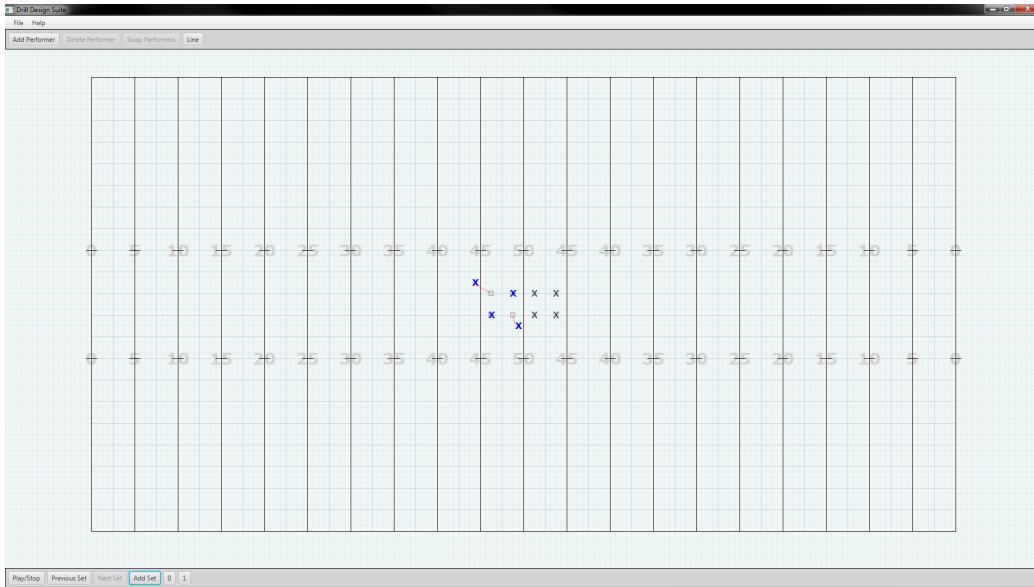 Drill Design Suite
File Help
Add Performer Delete Performer Swap Performers Line
0 5 10 15 20 25 30 35 40 45 50 45 40 35 30 25 20 15 10 5 0
X
X X X X
X X X
X
0 5 10 15 20 25 30 35 40 45 50 45 40 35 30 25 20 15 10 5 0
Play/Stop Previous Set Next Set Add Set 0 1